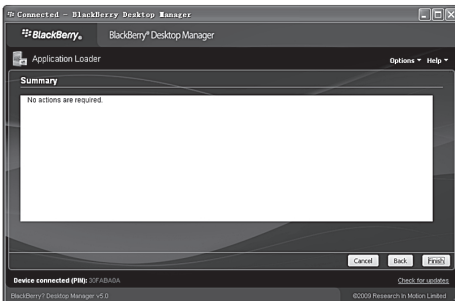 Connected - BlackBerry Desktop Manager
BlackBerry® BlackBerry® Desktop Manager
Application Loader Options Help
Summary
No actions are required.
Cancel Back Finish
Device connected (PIN): 30FABA0A Check for updates
BlackBerry? Desktop Manager v5.0 ©2009 Research In Motion Limited